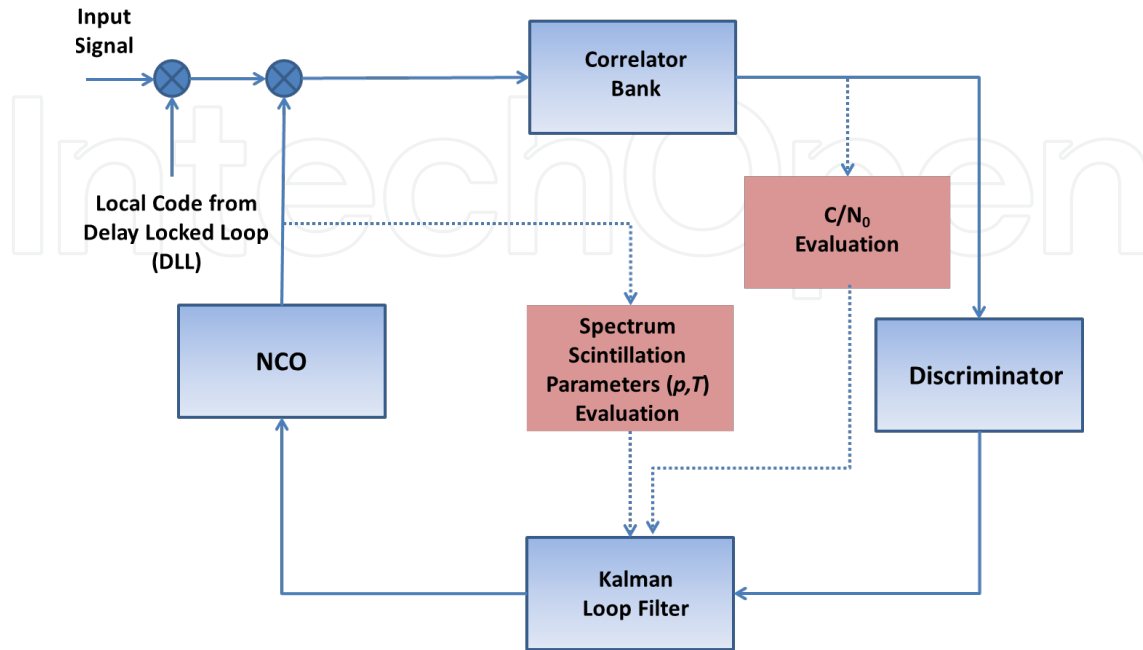 Input
Signal
Correlator
Bank
IntechOpen
Local Code from
Delay Locked Loop
(DLL)
C/N₀
Evaluation
NCO
Spectrum
Scintillation
Parameters (p,T)
Evaluation
Discriminator
Kalman
Loop Filter